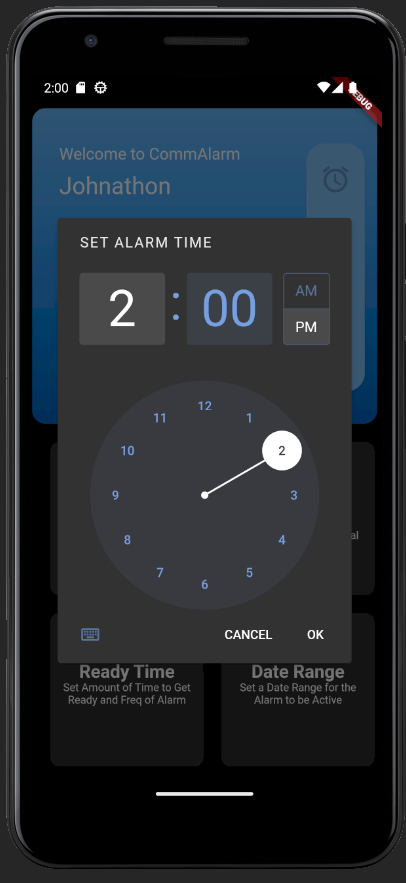 2:00
DEBUG
Welcome to CommAlarm
Johnathon
SET ALARM TIME
2 : 00
AM
PM
12
11 1
10 2
9 3
8 4
7 5
6
al
CANCEL OK
Ready Time Date Range
Set Amount of Time to Get Set a Date Range for the
Ready and Freq of Alarm Alarm to be Active